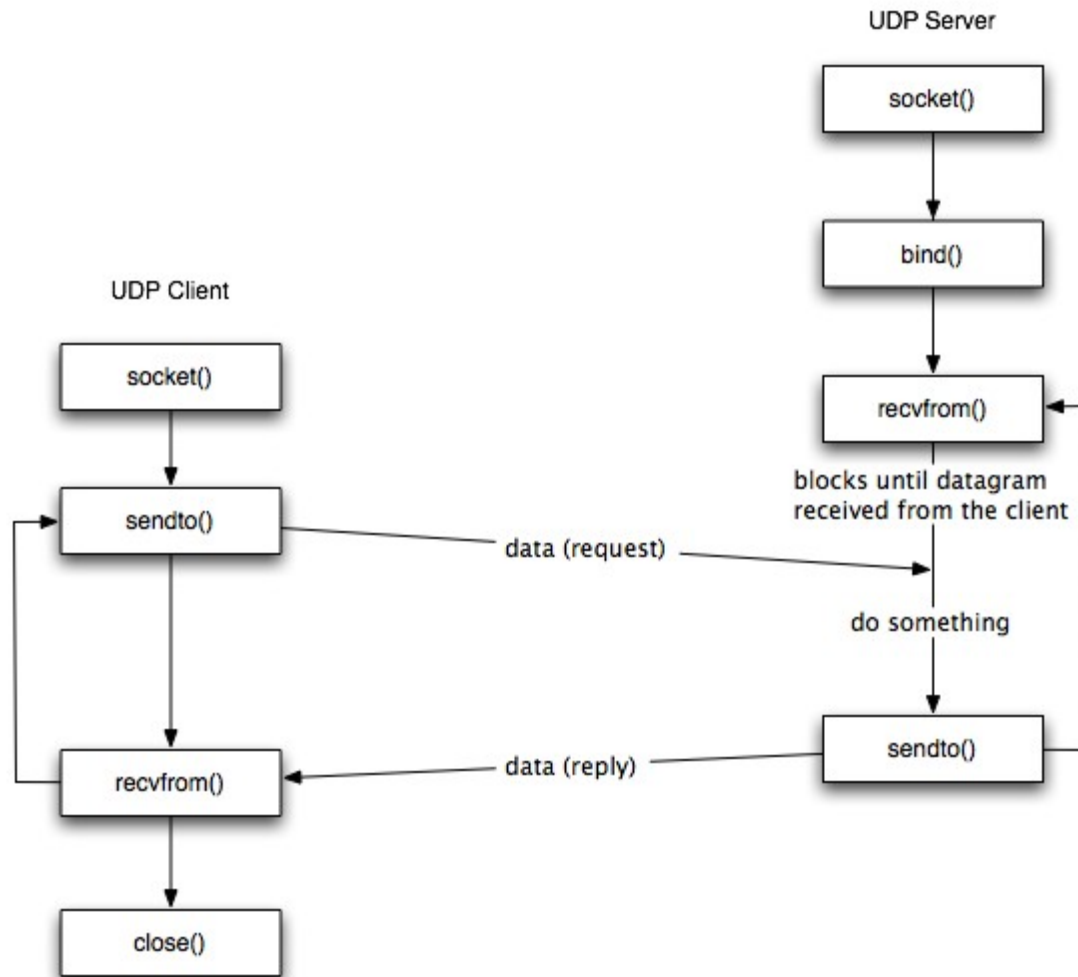 UDP Server
socket()
bind()
UDP Client
socket()
recvfrom()
blocks until datagram
received from the client
sendto()
data (request)
do something
sendto()
data (reply)
recvfrom()
close()